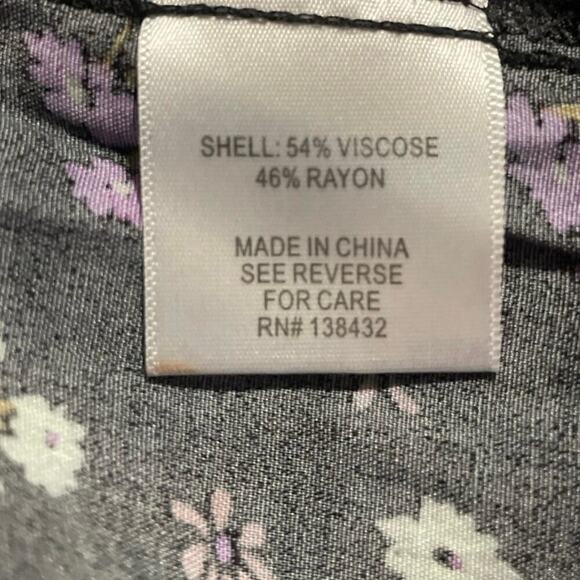 SHELL: 54% VISCOSE
46% RAYON
MADE IN CHINA
SEE REVERSE
FOR CARE
RN# 138432